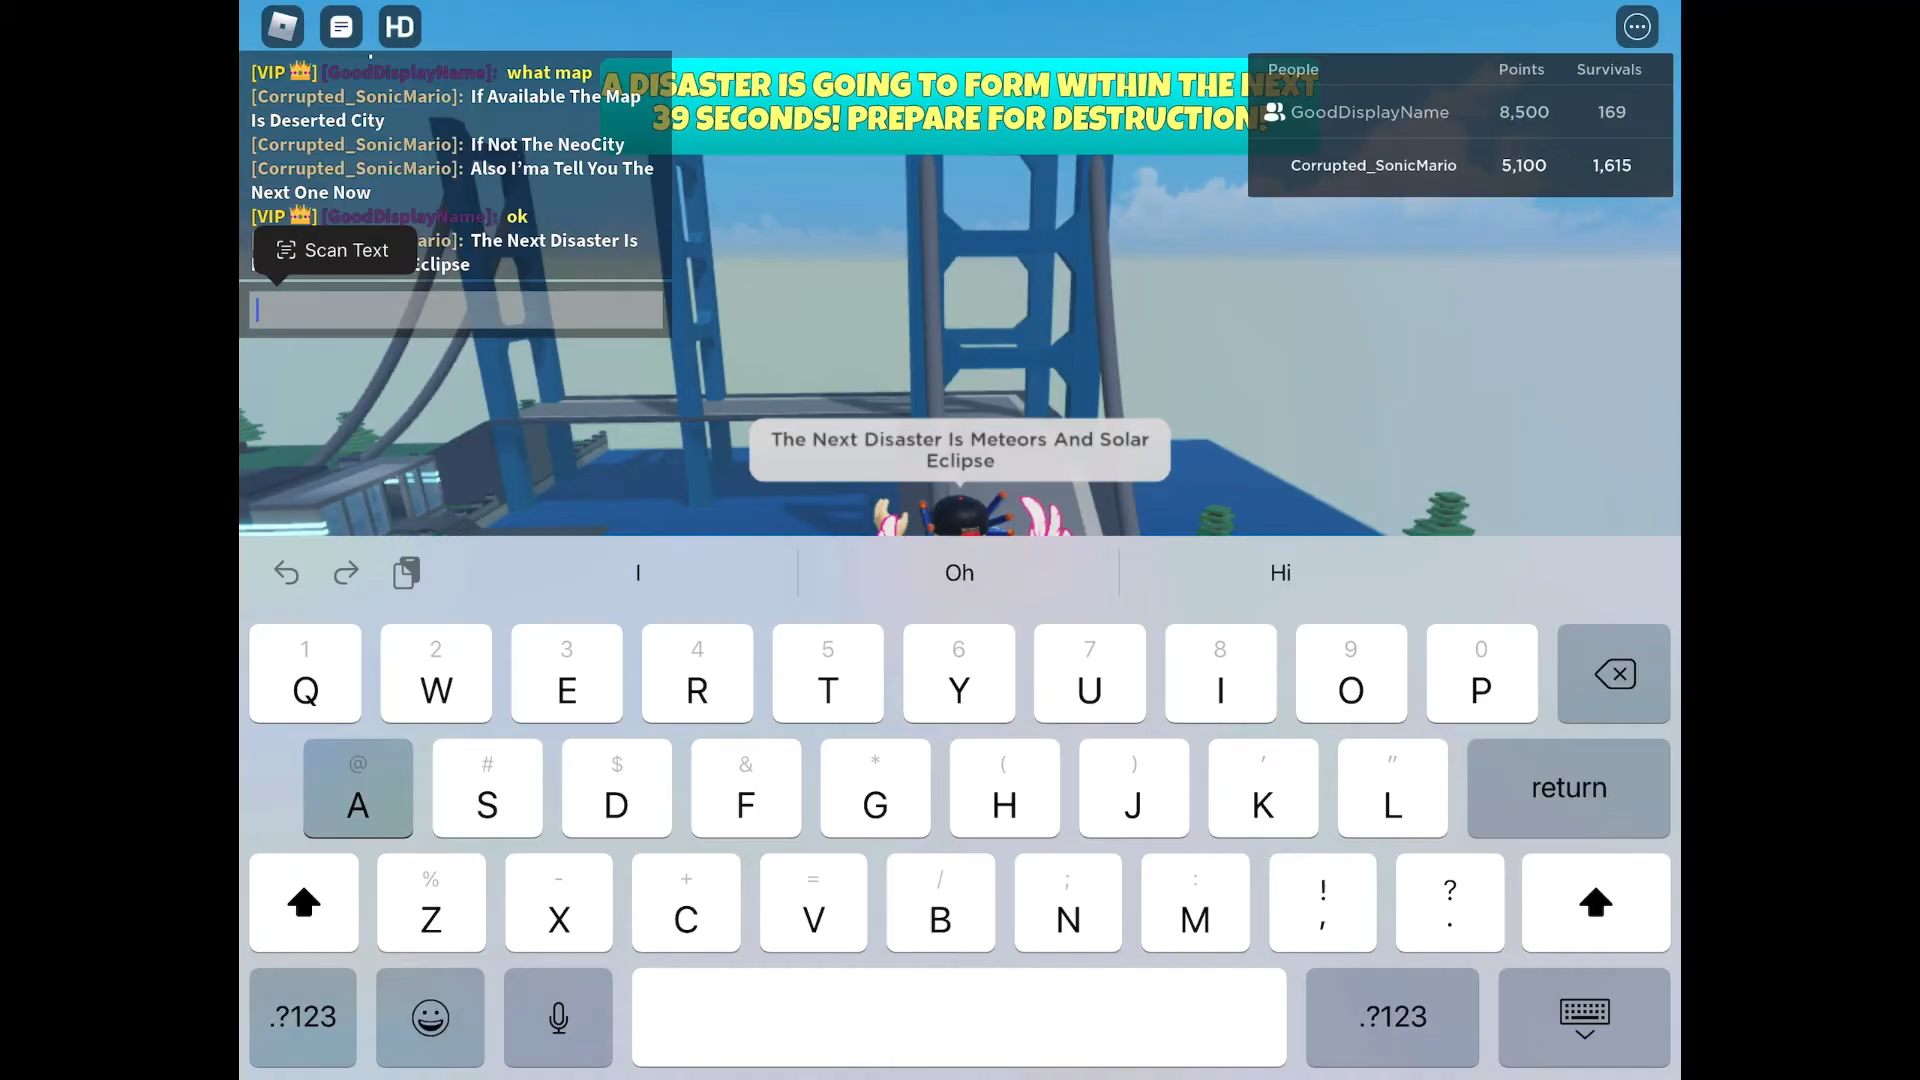 HD
[VIP 👑] [GoodDisplayName]: what map
[Corrupted_SonicMario]: If Available The Map
Is Deserted City
[Corrupted_SonicMario]: If Not The NeoCity
[Corrupted_SonicMario]: Also I’ma Tell You The
Next One Now
[VIP 👑] [GoodDisplayName]: ok
ario]: The Next Disaster Is
Eclipse
Scan Text
A DISASTER IS GOING TO FORM WITHIN THE NEXT
39 SECONDS! PREPARE FOR DESTRUCTION!
People Points Survivals
GoodDisplayName 8,500 169
Corrupted_SonicMario 5,100 1,615
The Next Disaster Is Meteors And Solar
Eclipse
I Oh Hi
1 2 3 4 5 6 7 8 9 0
Q W E R T Y U I O P
@ # $ & * ( ) ' "
A S D F G H J K L return
% - + = / ; : ! ?
Z X C V B N M , .
.?123 .?123